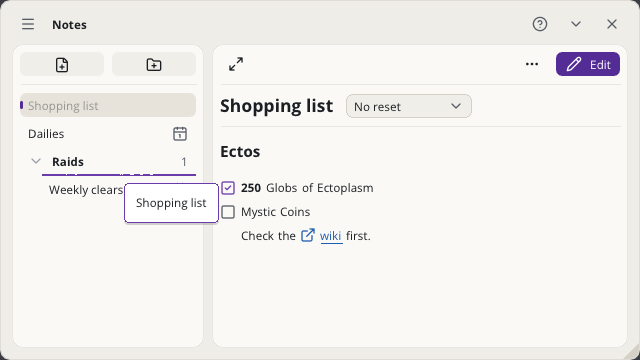 Notes
Edit
Shopping list
Dailies
Raids 1
Weekly clears
Shopping list
Shopping list No reset
Ectos
250 Globs of Ectoplasm
Mystic Coins
Check the wiki first.